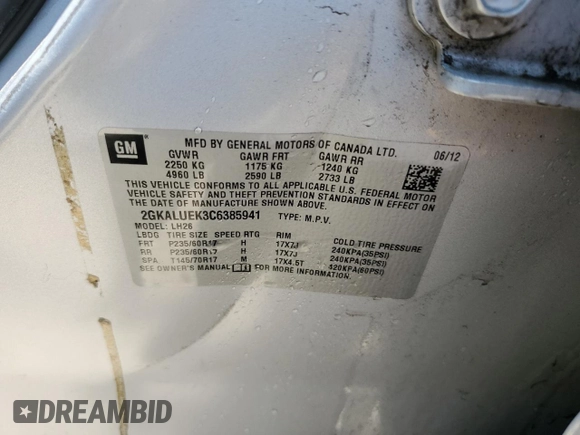 GM
MFD BY GENERAL MOTORS OF CANADA LTD. 06/12
GVWR GAWR FRT GAWR RR
2250 KG 1175 KG 1240 KG
4960 LB 2590 LB 2733 LB
THIS VEHICLE CONFORMS TO ALL APPLICABLE U.S. FEDERAL MOTOR
VEHICLE SAFETY AND THEFT PREVENTION STANDARDS IN EFFECT ON
THE DATE OF MANUFACTURE SHOWN ABOVE.
2GKALUEK3C6385941 TYPE: M.P.V.
MODEL: LH26
LBDG TIRE SIZE SPEED RTG RIM COLD TIRE PRESSURE
FRT P235/60R17 H 17X7J 240KPA(35PSI)
RR P235/60R17 H 17X7J 240KPA(35PSI)
SPA T145/70R17 M 17X4.5T 420KPA(60PSI)
SEE OWNER'S MANUAL FOR MORE INFORMATION.
DREAMBID